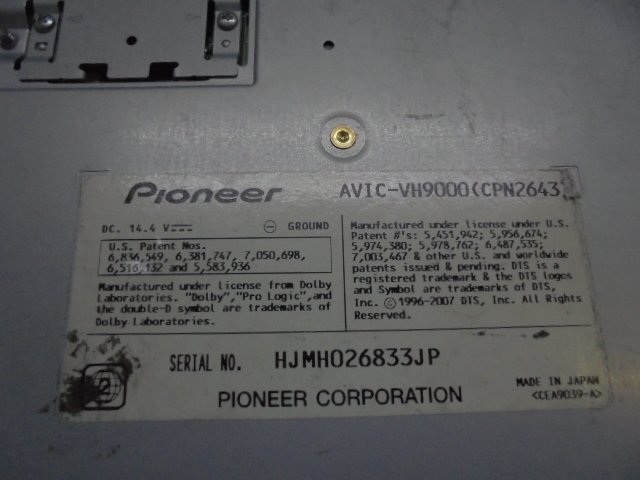 Pioneer
AVIC-VH9000(CPN2643)
DC. 14.4 V
GROUND
U.S. Patent Nos.
6,836,549, 6,381,747, 7,050,698,
6,516,132 and 5,583,936
Manufactured under license from Dolby
Laboratories. "Dolby","Pro Logic",and
the double-D symbol are trademarks of
Dolby Laboratories.
Manufactured under license under U.S.
Patent #'s: 5,451,942; 5,956,674;
5,974,380; 5,978,762; 6,487,535;
7,003,467 & other U.S. and worldwide
patents issued & pending. DTS is a
registered trademark & the DTS logos
and Symbol are trademarks of DTS,
Inc. ©1996-2007 DTS, Inc. All Rights
Reserved.
SERIAL NO. HJMH026833JP
2
PIONEER CORPORATION
MADE IN JAPAN
<CEA9039-A>